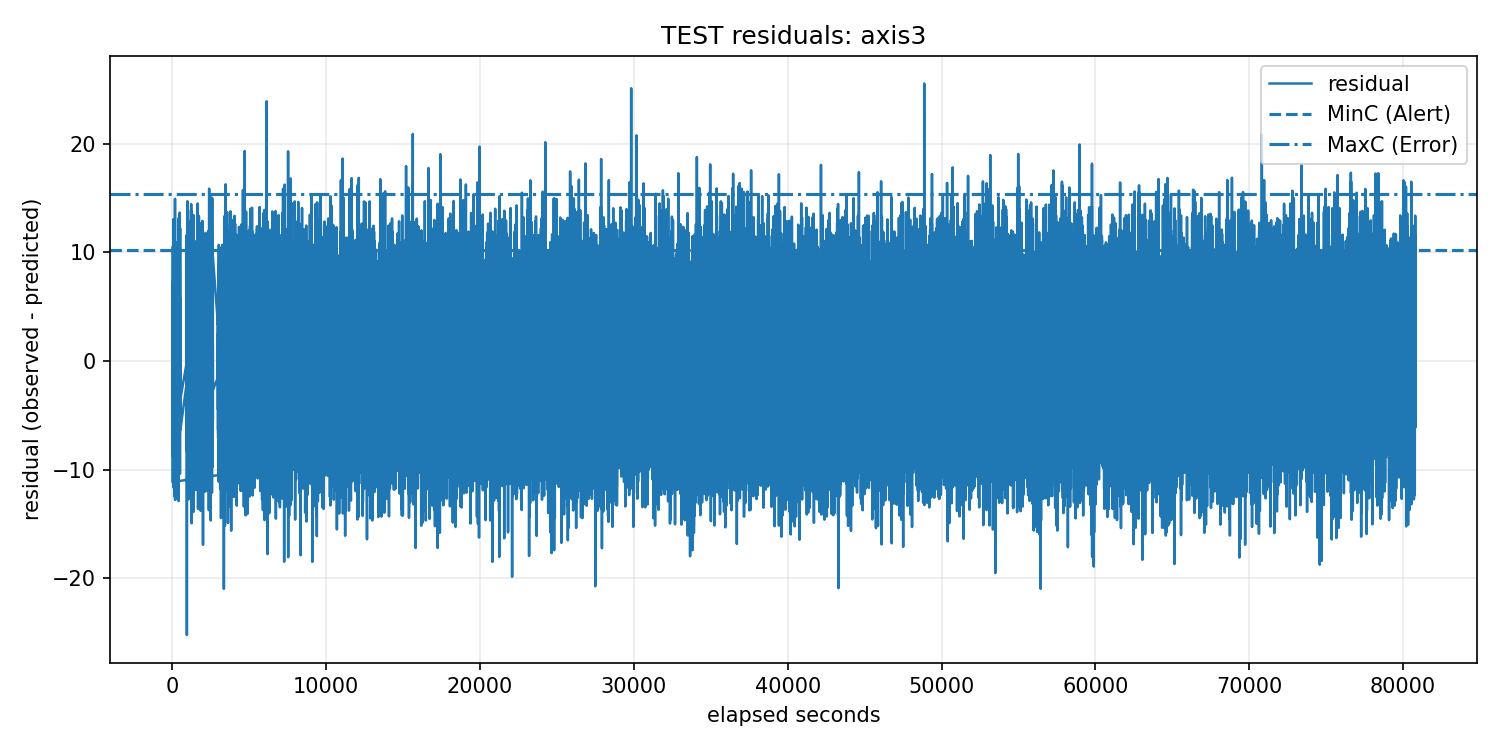 TEST residuals: axis3
residual
MinC (Alert)
MaxC (Error)
residual (observed - predicted)
20
10
0
−10
−20
0 10000 20000 30000 40000 50000 60000 70000 80000
elapsed seconds